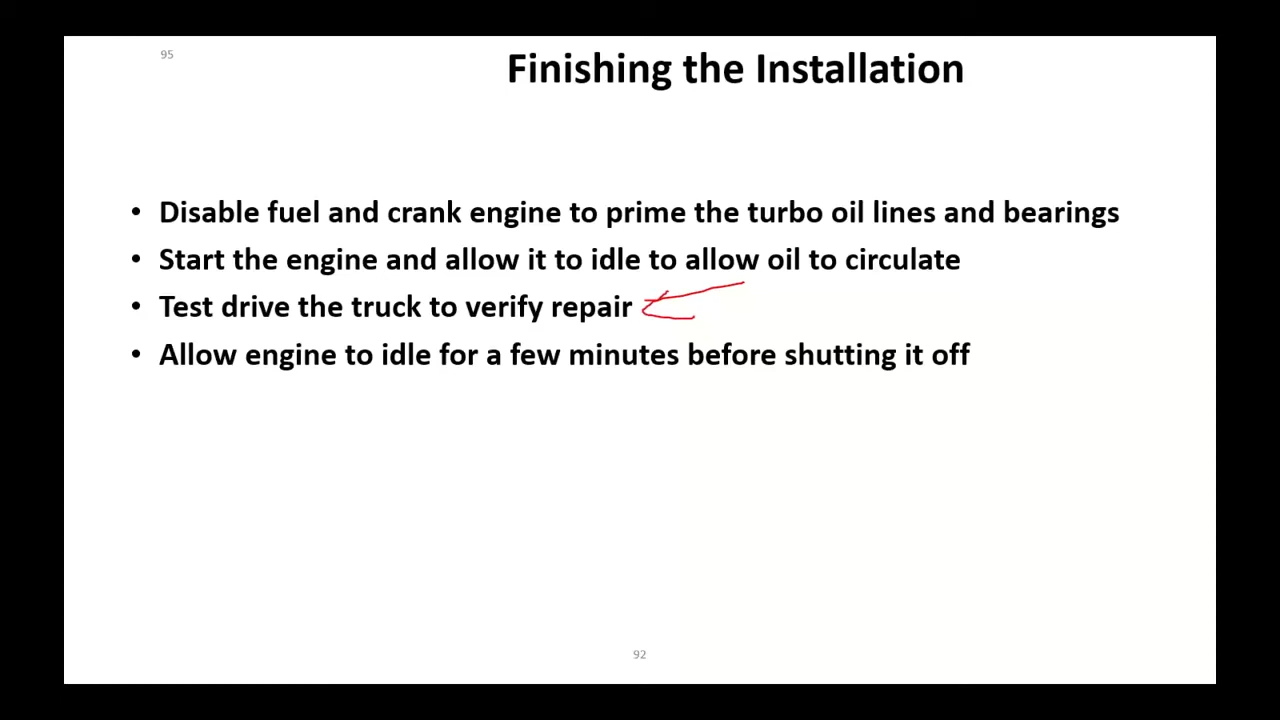 95
Finishing the Installation
• Disable fuel and crank engine to prime the turbo oil lines and bearings
• Start the engine and allow it to idle to allow oil to circulate
• Test drive the truck to verify repair
• Allow engine to idle for a few minutes before shutting it off
92